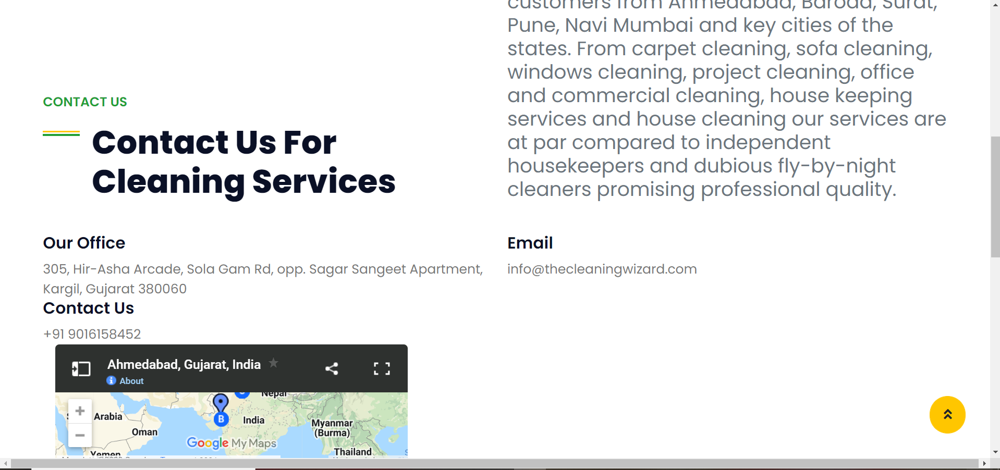 CONTACT US
Contact Us For
Cleaning Services
customers from Ahmedabad, Baroda, Surat,
Pune, Navi Mumbai and key cities of the
states. From carpet cleaning, sofa cleaning,
windows cleaning, project cleaning, office
and commercial cleaning, house keeping
services and house cleaning our services are
at par compared to independent
housekeepers and dubious fly-by-night
cleaners promising professional quality.
Our Office
305, Hir-Asha Arcade, Sola Gam Rd, opp. Sagar Sangeet Apartment,
Kargil, Gujarat 380060
Contact Us
+91 9016158452
Email
info@thecleaningwizard.com
Ahmedabad, Gujarat, India
About
Nepal
Arabia
B
India
Oman
Myanmar
(Burma)
Google My Maps
Thailand
Yemen